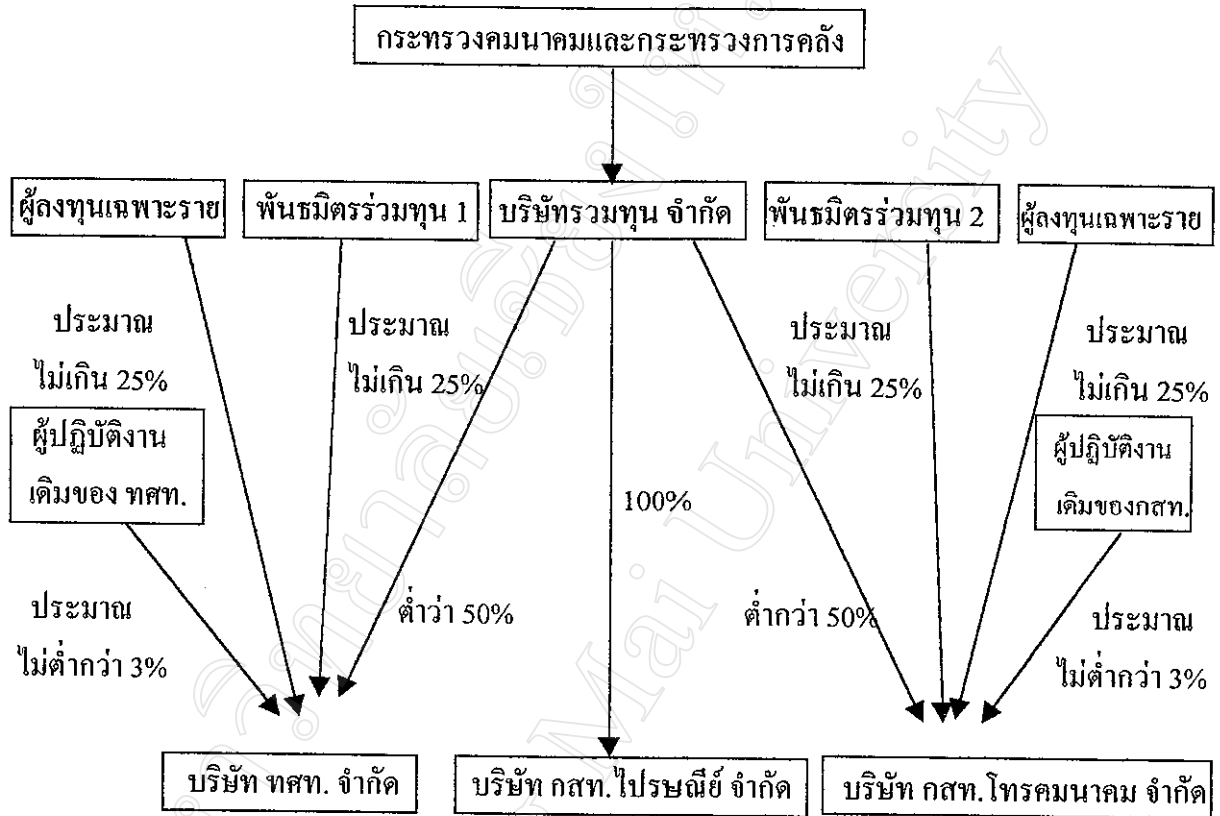 กระทรวงคมนาคมและกระทรวงการคลัง
ผู้ลงทุนเฉพาะราย
พันธมิตรร่วมทุน 1
บริษัทรวมทุน จำกัด
พันธมิตรร่วมทุน 2
ผู้ลงทุนเฉพาะราย
ประมาณ
ไม่เกิน 25%
ประมาณ
ไม่เกิน 25%
ประมาณ
ไม่เกิน 25%
ประมาณ
ไม่เกิน 25%
ผู้ปฏิบัติงาน
เดิมของ ทศท.
100%
ผู้ปฏิบัติงาน
เดิมของกสท.
ประมาณ
ไม่ต่ำกว่า 3%
ต่ำว่า 50%
ต่ำกว่า 50%
ประมาณ
ไม่ต่ำกว่า 3%
บริษัท ทศท. จำกัด
บริษัท กสท.ไปรษณีย์ จำกัด
บริษัท กสท.โทรคมนาคม จำกัด
Mai University